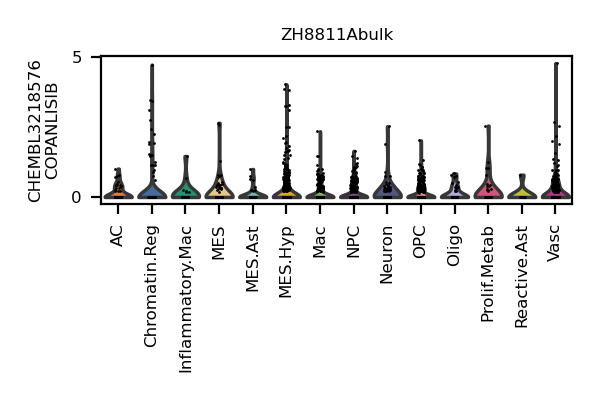 ZH8811Abulk
CHEMBL3218576
COPANLISIB
5
0
AC
Chromatin.Reg
Inflammatory.Mac
MES
MES.Ast
MES.Hyp
Mac
NPC
Neuron
OPC
Oligo
Prolif.Metab
Reactive.Ast
Vasc